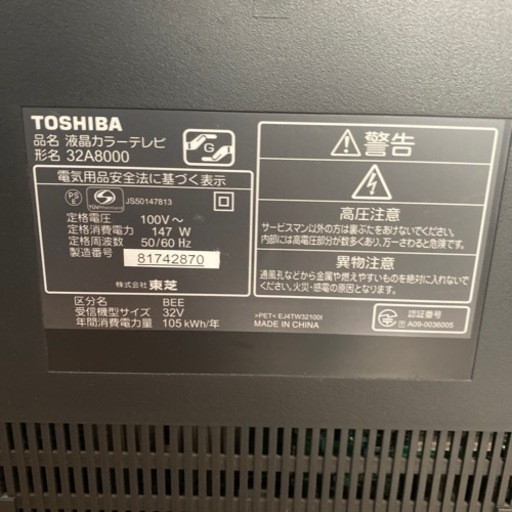 TOSHIBA
品名 液晶カラーテレビ
形名 32A8000
G
電気用品安全法に基づく表示
PSE
S
JS50147813
定格電圧 100V～
定格消費電力 147 W
定格周波数 50/60 Hz
製造番号 81742870
株式会社 東芝
区分名 BEE
受信機型サイズ 32V
年間消費電力量 105 kWh/年
警告
高圧注意
サービスマン以外の方は裏ぶたをあけないでください。
内部には高電圧部分が数多くあり、万一さわると危険です。
異物注意
通風孔などから金属や燃えやすいものを絶対に入れないで
ください。火災・感電の原因となります。
>PET< EJ4TW32100I
MADE IN CHINA
認証番号
A09-0036005